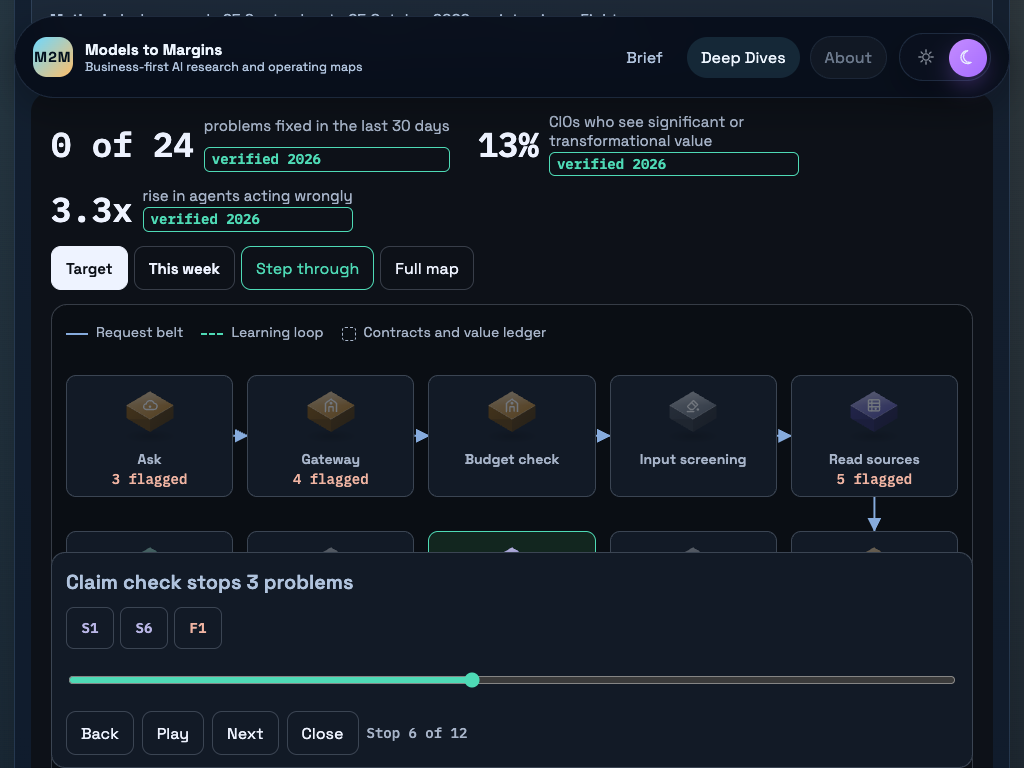 M2M
Models to Margins
Business-first AI research and operating maps
Brief
Deep Dives
About
0 of 24
problems fixed in the last 30 days
verified 2026
13%
CIOs who see significant or
transformational value
verified 2026
3.3x
rise in agents acting wrongly
verified 2026
Target
This week
Step through
Full map
Request belt
Learning loop
Contracts and value ledger
Ask
3 flagged
Gateway
4 flagged
Budget check
Input screening
Read sources
5 flagged
Claim check stops 3 problems
S1
S6
F1
Back
Play
Next
Close
Stop 6 of 12